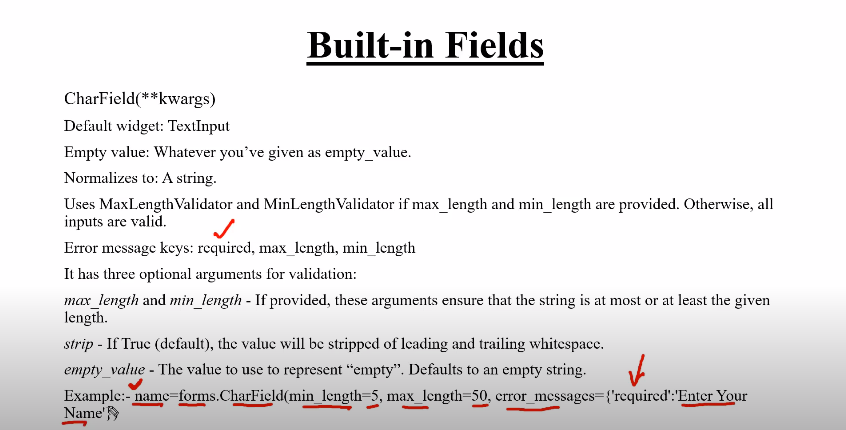 Built-in Fields
CharField(**kwargs)
Default widget: TextInput
Empty value: Whatever you’ve given as empty_value.
Normalizes to: A string.
Uses MaxLengthValidator and MinLengthValidator if max_length and min_length are provided. Otherwise, all
inputs are valid.
Error message keys: required, max_length, min_length
It has three optional arguments for validation:
max_length and min_length - If provided, these arguments ensure that the string is at most or at least the given
length.
strip - If True (default), the value will be stripped of leading and trailing whitespace.
empty_value - The value to use to represent “empty”. Defaults to an empty string.
Example:- name=forms.CharField(min_length=5, max_length=50, error_messages={'required':'Enter Your
Name'})